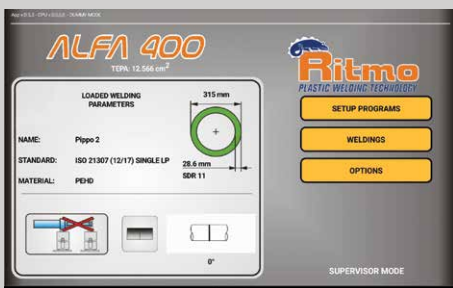 ALFA 400
TEPA: 12.566 cm²
LOADED WELDING
PARAMETERS
315 mm
NAME: Pippo 2
STANDARD: ISO 21307 (12/17) SINGLE LP
28.6 mm
MATERIAL: PEHD
SDR 11
0°
Ritmo
PLASTIC WELDING TECHNOLOGY
SETUP PROGRAMS
WELDINGS
OPTIONS
SUPERVISOR MODE